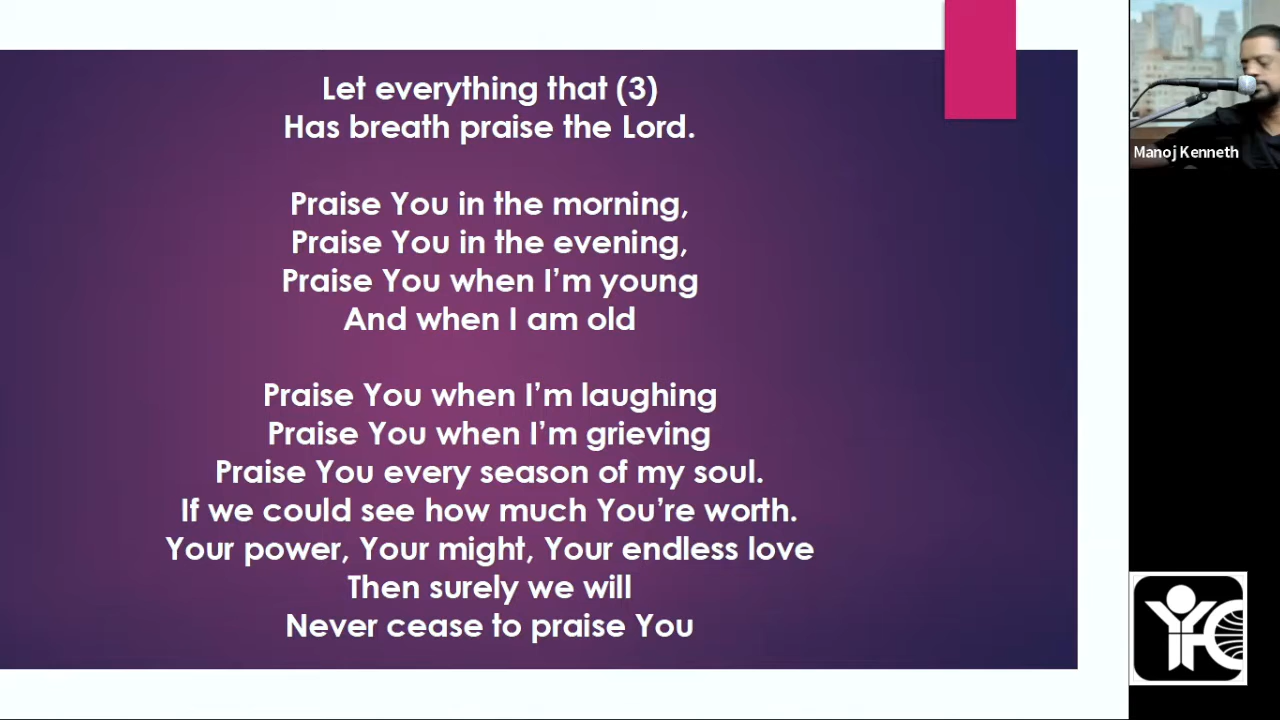 Let everything that (3)
Has breath praise the Lord.
Praise You in the morning,
Praise You in the evening,
Praise You when I’m young
And when I am old
Praise You when I’m laughing
Praise You when I’m grieving
Praise You every season of my soul.
If we could see how much You’re worth.
Your power, Your might, Your endless love
Then surely we will
Never cease to praise You
Manoj Kenneth
YFC